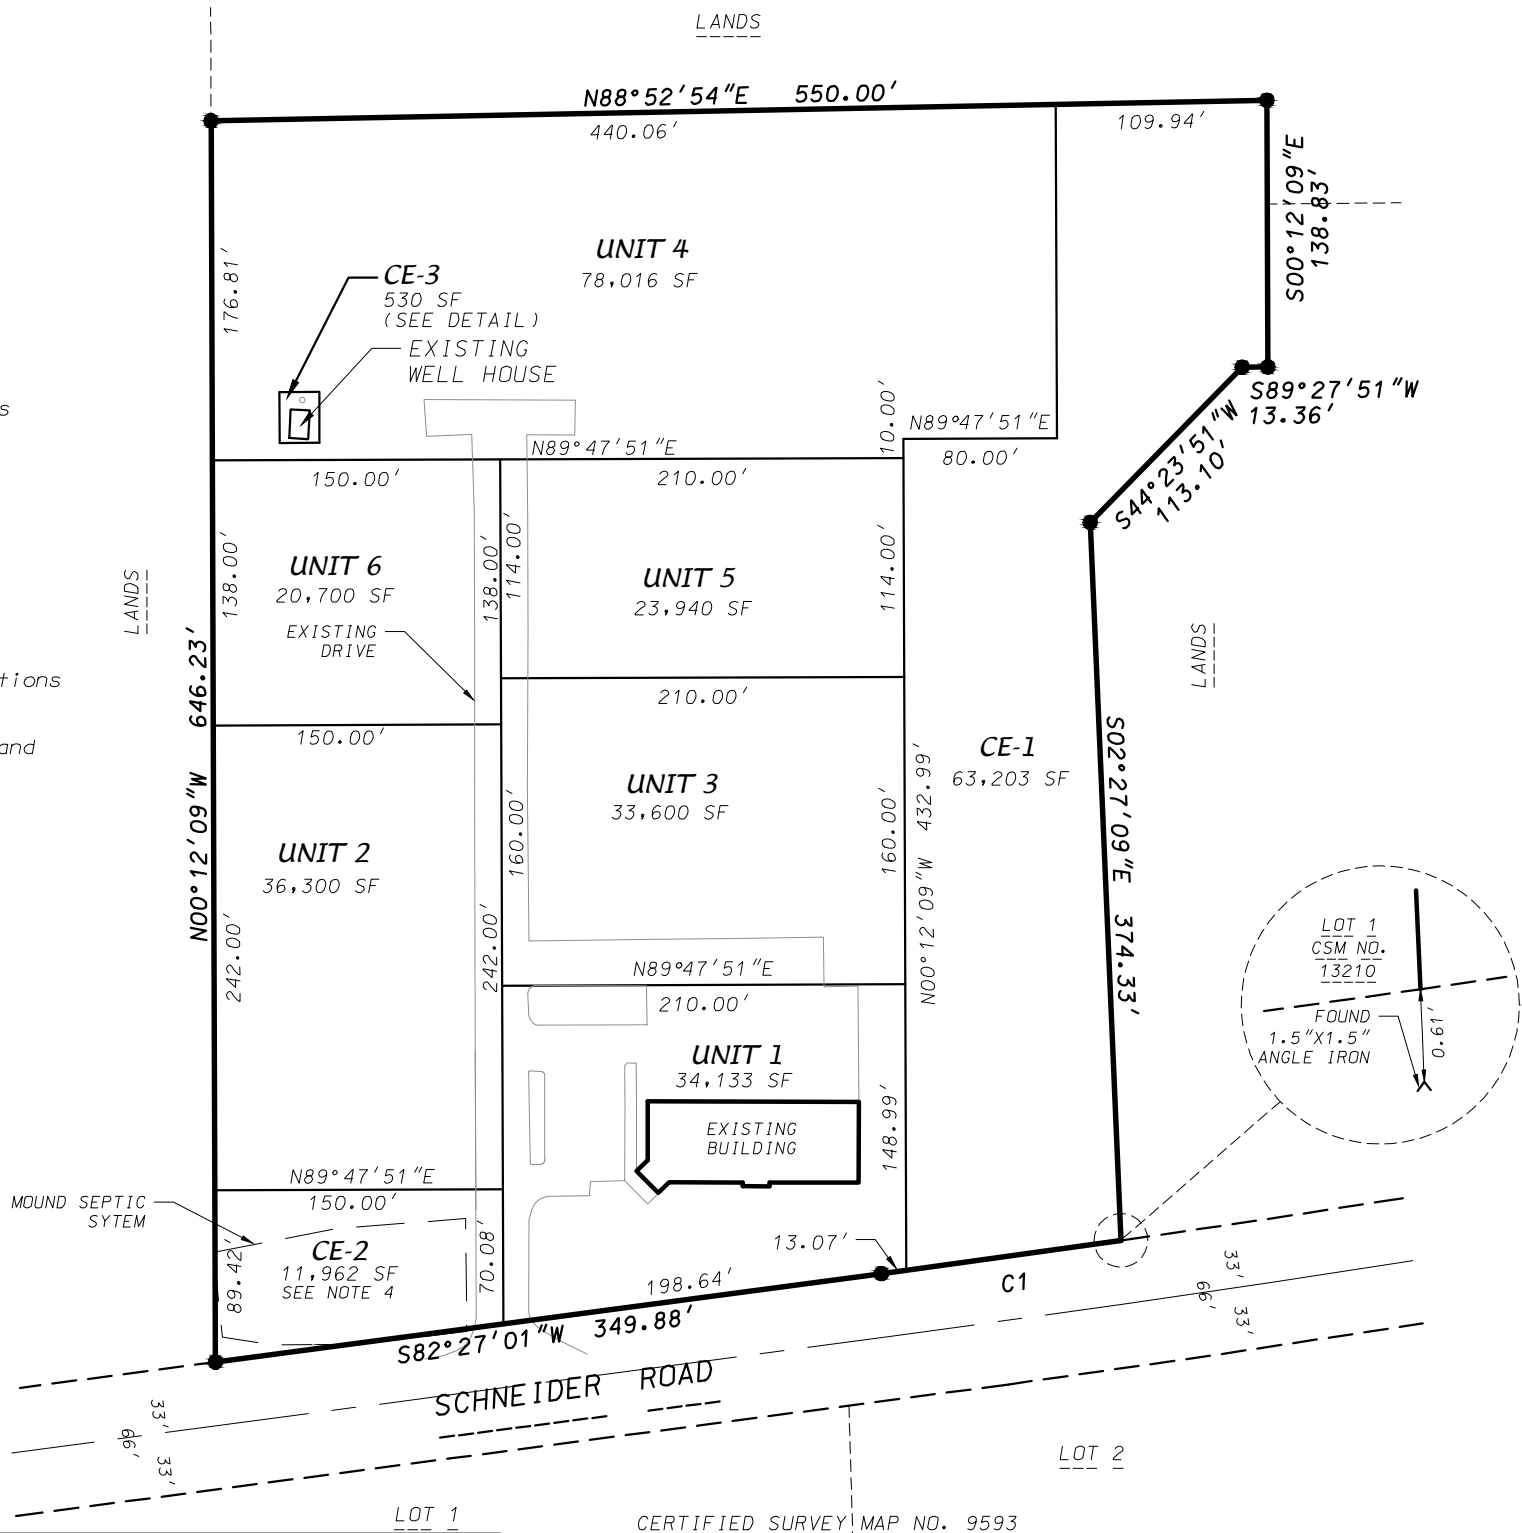 LANDS
N88°52'54"E 550.00'
440.06'
109.94'
S00°12'09"E
138.83'
176.81'
UNIT 4
78,016 SF
CE-3
530 SF
(SEE DETAIL)
EXISTING
WELL HOUSE
S89°27'51"W
13.36'
S44°23'51"W
113.10'
10.00'
N89°47'51"E
80.00'
N89°47'51"E
s
150.00'
210.00'
138.00'
UNIT 6
20,700 SF
138.00'
114.00'
UNIT 5
23,940 SF
114.00'
EXISTING
DRIVE
LANDS
LANDS
N00°12'09"W 646.23'
tions
and
150.00'
210.00'
UNIT 3
33,600 SF
160.00'
160.00'
CE-1
63,203 SF
N00°12'09"W 432.99'
S02°27'09"E 374.33'
UNIT 2
36,300 SF
242.00'
242.00'
N89°47'51"E
210.00'
UNIT 1
34,133 SF
EXISTING
BUILDING
148.99'
LOT 1
CSM NO.
13210
FOUND
1.5"X1.5"
ANGLE IRON
0.61'
N89°47'51"E
150.00'
MOUND SEPTIC
SYTEM
CE-2
11,962 SF
SEE NOTE 4
89.42'
70.08'
13.07'
198.64'
C1
S82°27'01"W 349.88'
SCHNEIDER ROAD
33'
66'
33'
33'
66'
33'
LOT 2
LOT 1
CERTIFIED SURVEY MAP NO. 9593